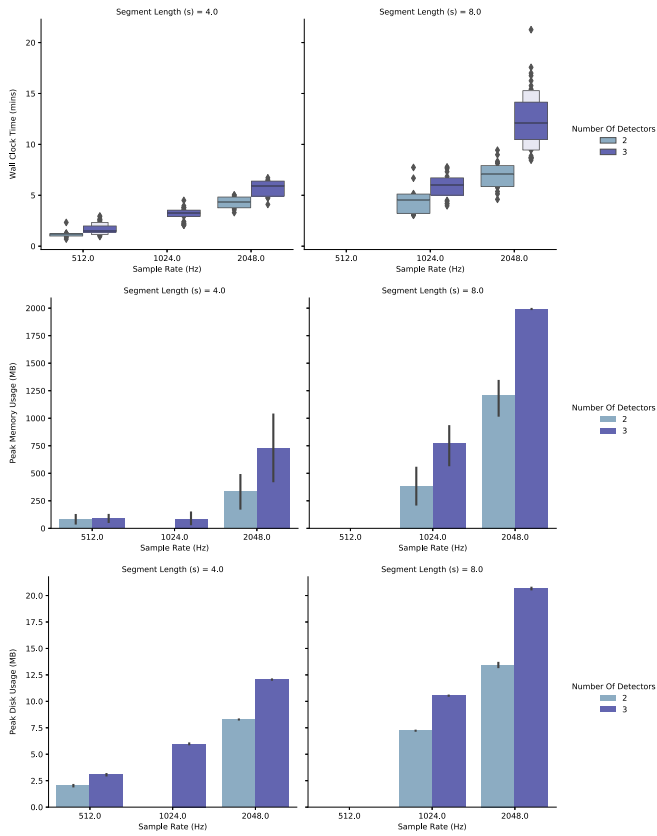 Segment Length (s) = 4.0
Segment Length (s) = 8.0
20
15
10
5
0
Wall Clock Time (mins)
512.0
1024.0
2048.0
Sample Rate (Hz)
512.0
1024.0
2048.0
Sample Rate (Hz)
Number Of Detectors
2
3
Segment Length (s) = 4.0
Segment Length (s) = 8.0
2000
1750
1500
1250
1000
750
500
250
0
Peak Memory Usage (MB)
512.0
1024.0
2048.0
Sample Rate (Hz)
512.0
1024.0
2048.0
Sample Rate (Hz)
Number Of Detectors
2
3
Segment Length (s) = 4.0
Segment Length (s) = 8.0
20.0
17.5
15.0
12.5
10.0
7.5
5.0
2.5
0.0
Peak Disk Usage (MB)
512.0
1024.0
2048.0
Sample Rate (Hz)
512.0
1024.0
2048.0
Sample Rate (Hz)
Number Of Detectors
2
3